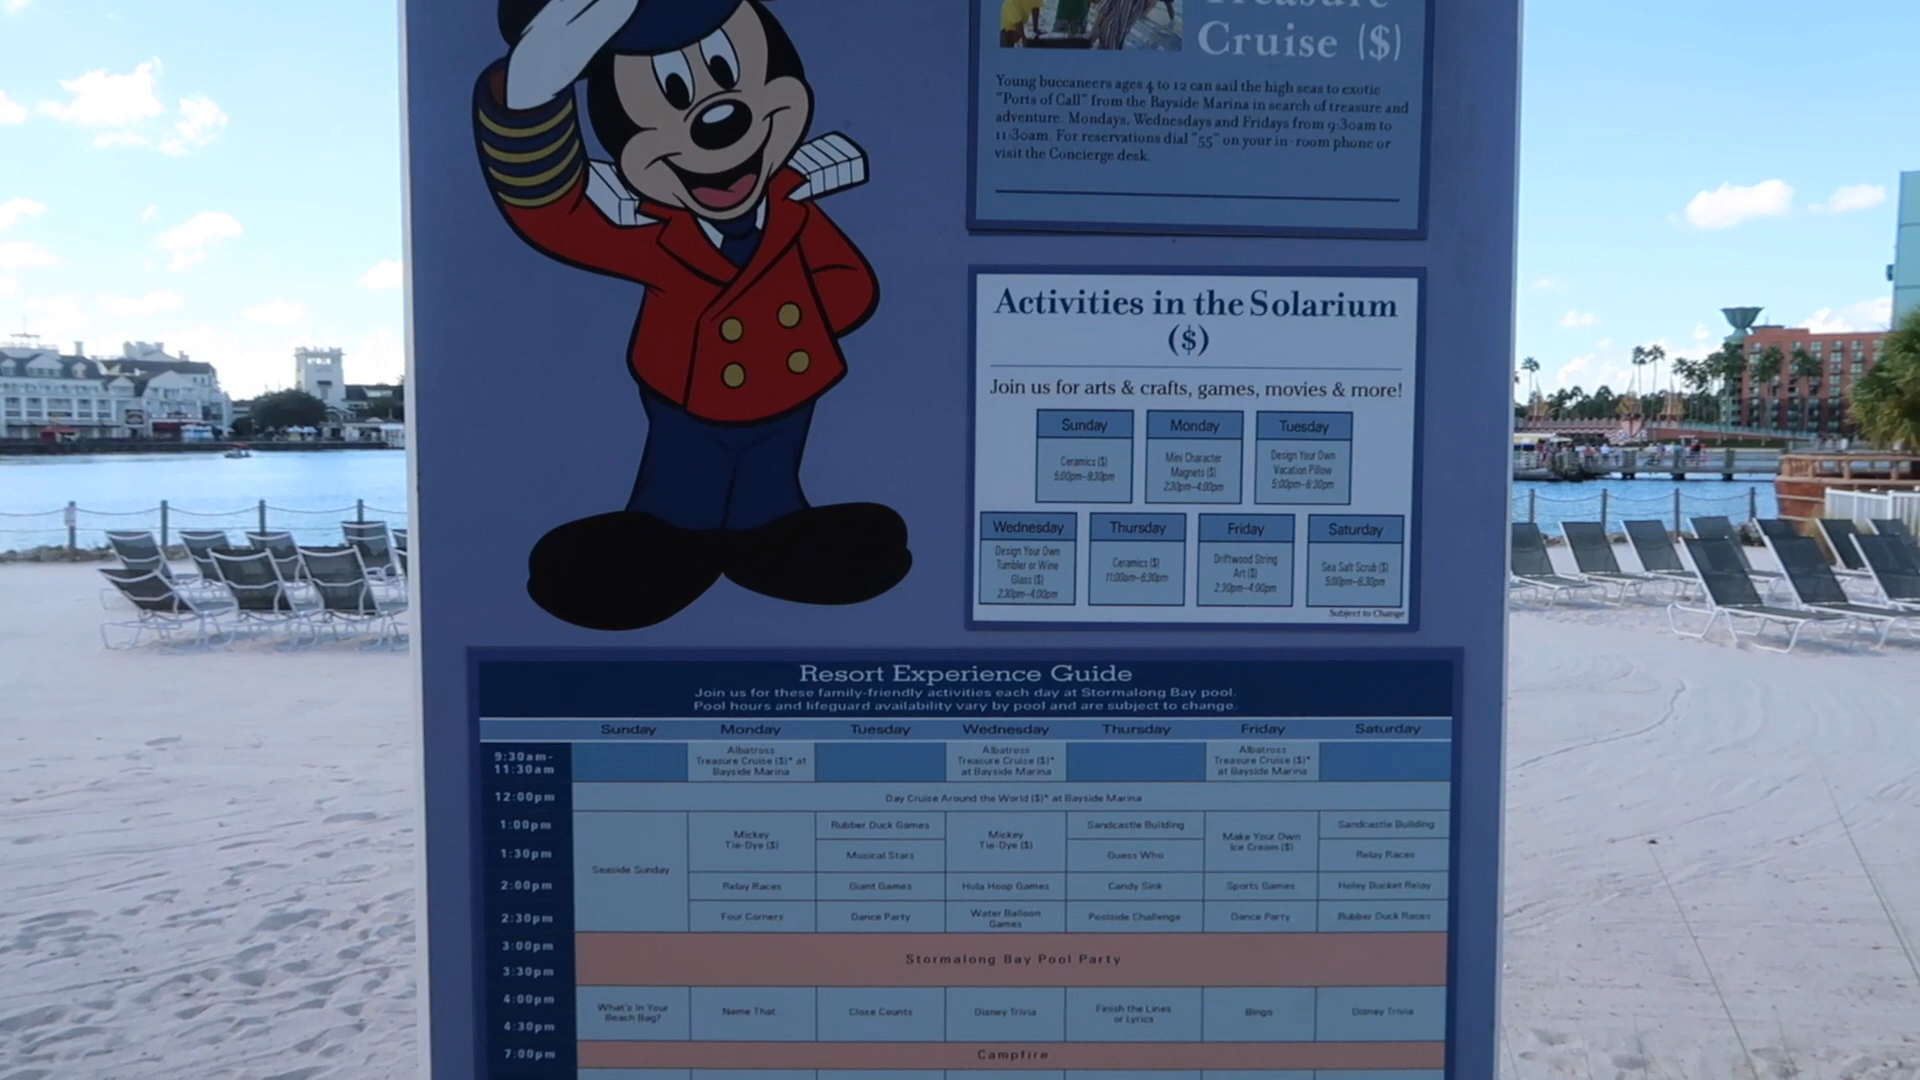 Treasure
Cruise ($)
Young buccaneers ages 4 to 12 can sail the high seas to exotic
"Ports of Call" from the Bayside Marina in search of treasure and
adventure. Mondays, Wednesdays and Fridays from 9:30am to
11:30am. For reservations dial "55" on your in-room phone or
visit the Concierge desk.
Activities in the Solarium
($)
Join us for arts & crafts, games, movies & more!
Sunday Monday Tuesday
Ceramics ($)
5:00pm–9:30pm
Mini Character
Magnets ($)
2:30pm–4:00pm
Design Your Own
Vacation Pillow
5:00pm–6:30pm
Wednesday Thursday Friday Saturday
Design Your Own
Tumbler or Wine
Glass ($)
2:30pm–4:00pm
Ceramics ($)
11:00am–6:30pm
Driftwood String
Art ($)
2:30pm–4:00pm
Sea Salt Scrub ($)
5:00pm–6:30pm
Subject to Change
Resort Experience Guide
Join us for these family-friendly activities each day at Stormalong Bay pool.
Pool hours and lifeguard availability vary by pool and are subject to change.
Sunday Monday Tuesday Wednesday Thursday Friday Saturday
9:30am-
11:30am
Albatross
Treasure Cruise ($)* at
Bayside Marina
Albatross
Treasure Cruise ($)*
at Bayside Marina
Albatross
Treasure Cruise ($)*
at Bayside Marina
12:00pm
Day Cruise Around the World ($)* at Bayside Marina
1:00pm
1:30pm
2:00pm
2:30pm
Seaside Sunday
Mickey
Tie-Dye ($)
Relay Races
Four Corners
Rubber Duck Games
Musical Stars
Giant Games
Dance Party
Mickey
Tie-Dye ($)
Hula Hoop Games
Water Balloon
Games
Sandcastle Building
Guess Who
Candy Sink
Poolside Challenge
Make Your Own
Ice Cream ($)
Sports Games
Dance Party
Sandcastle Building
Relay Races
Holey Bucket Relay
Rubber Duck Races
3:00pm
3:30pm
Stormalong Bay Pool Party
4:00pm
4:30pm
What's In Your
Beach Bag?
Name That
Close Counts
Disney Trivia
Finish the Lines
or Lyrics
Bingo
Disney Trivia
7:00pm
Campfire